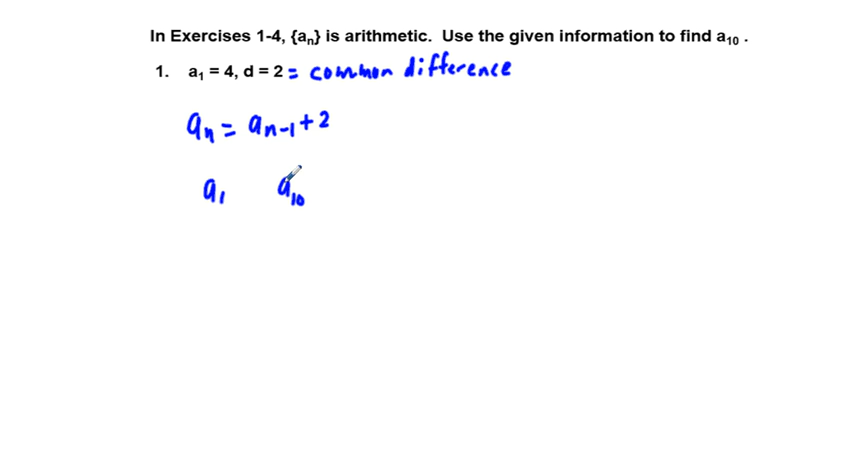 In Exercises 1-4, {aₙ} is arithmetic. Use the given information to find a₁₀ .
1. a₁ = 4, d = 2 = common difference
aₙ = aₙ₋₁ + 2
a₁ a₁₀